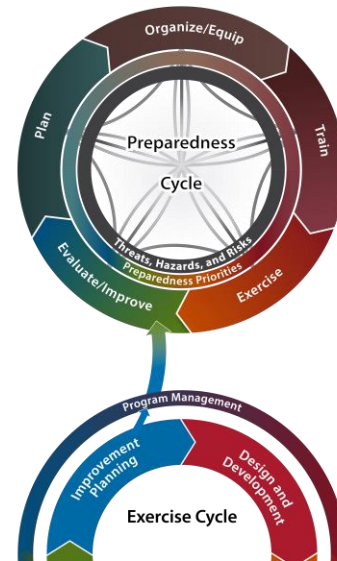 Organize/Equip
Plan
Train
Preparedness
Cycle
Threats, Hazards, and Risks
Preparedness Priorities
Evaluate/Improve
Exercise
Program Management
Improvement
Planning
Design and
Development
Exercise Cycle